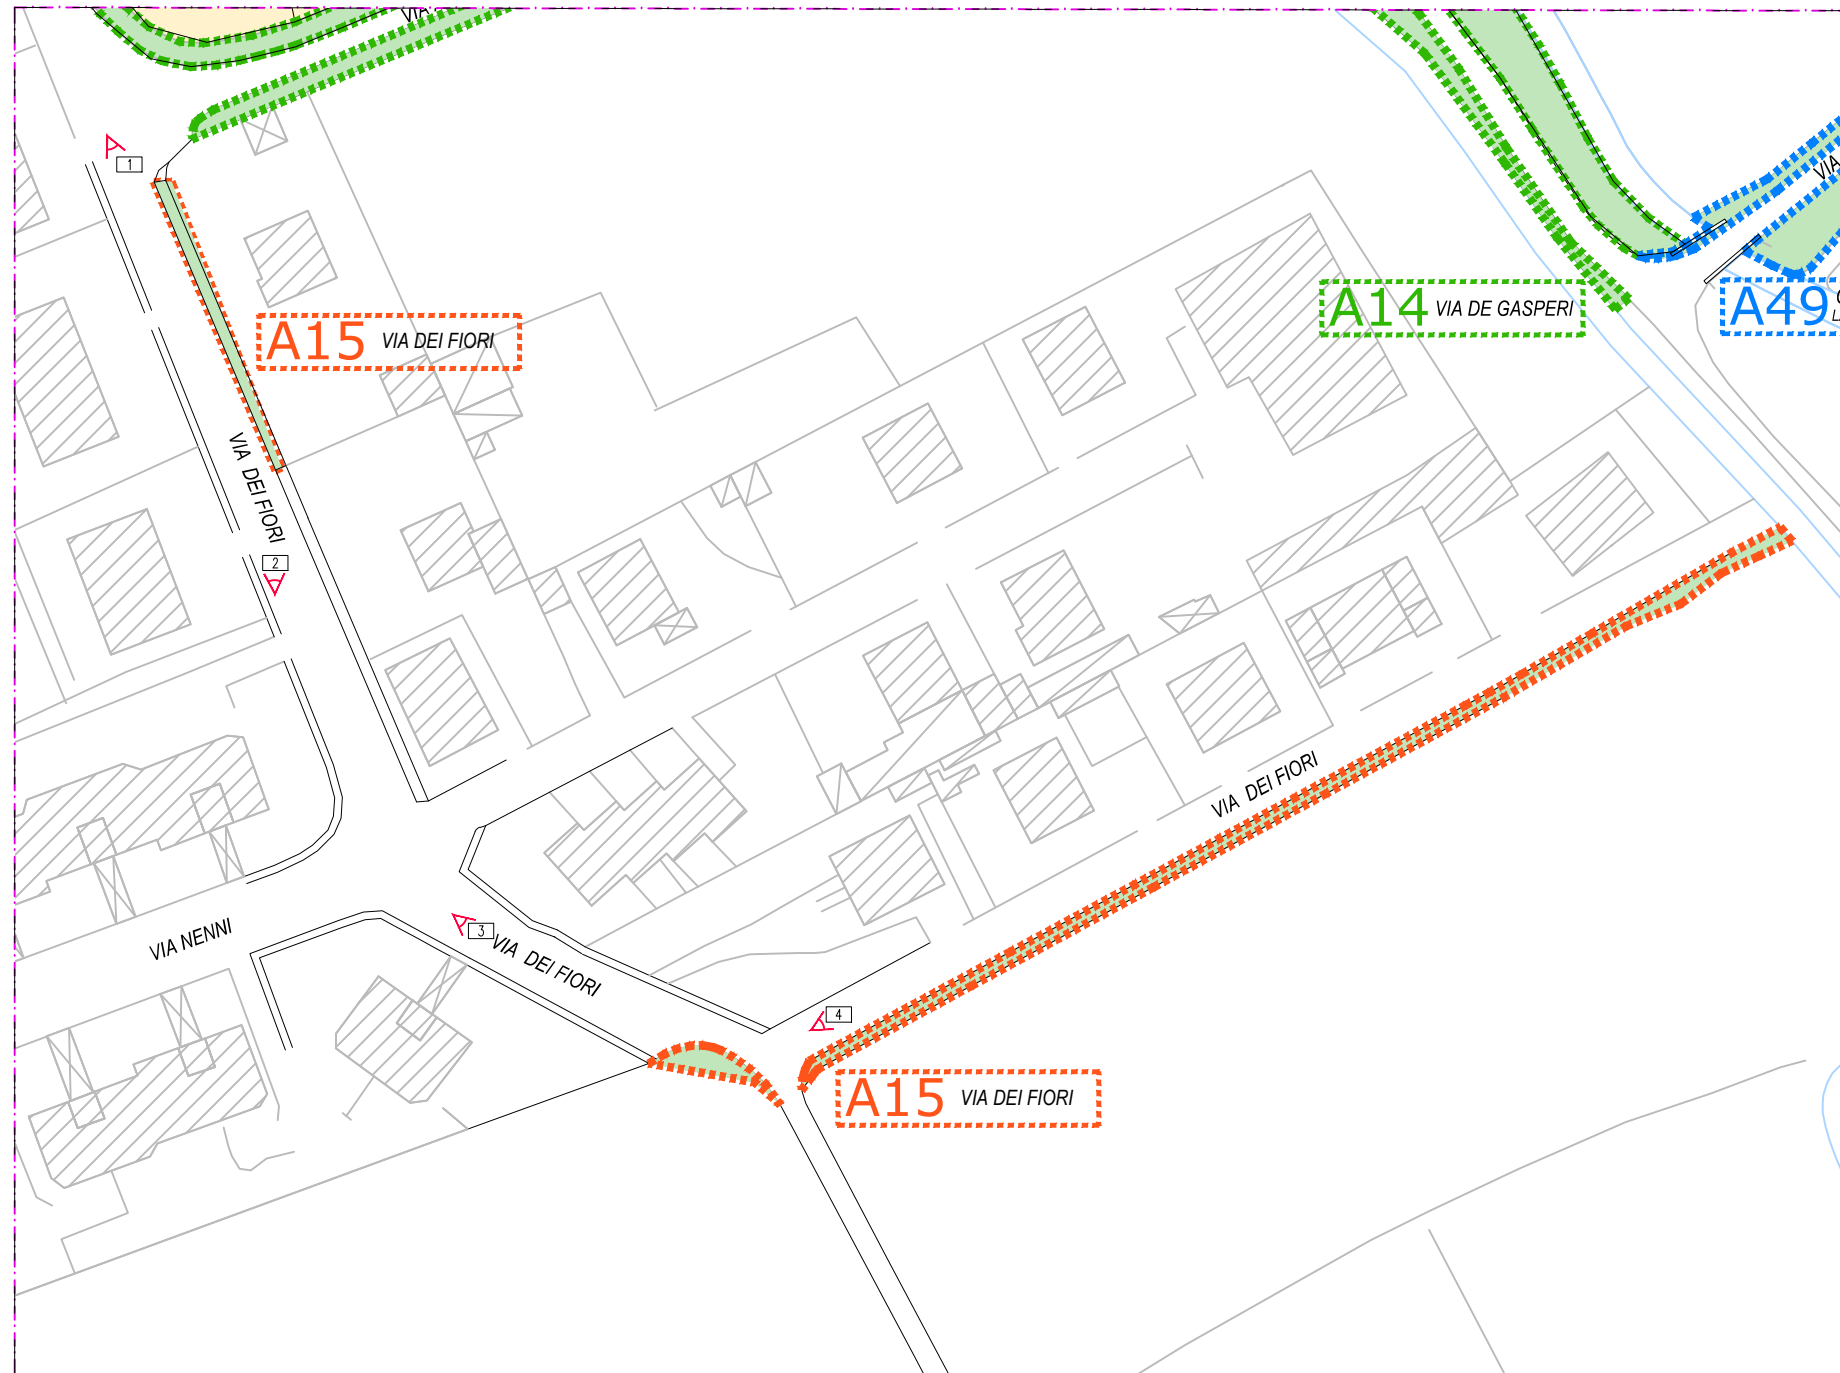 VIA
1
A15 VIA DEI FIORI
A14 VIA DE GASPERI
A49
VIA
VIA DEI FIORI
2
VIA DEI FIORI
VIA NENNI
3
VIA DEI FIORI
4
A15 VIA DEI FIORI